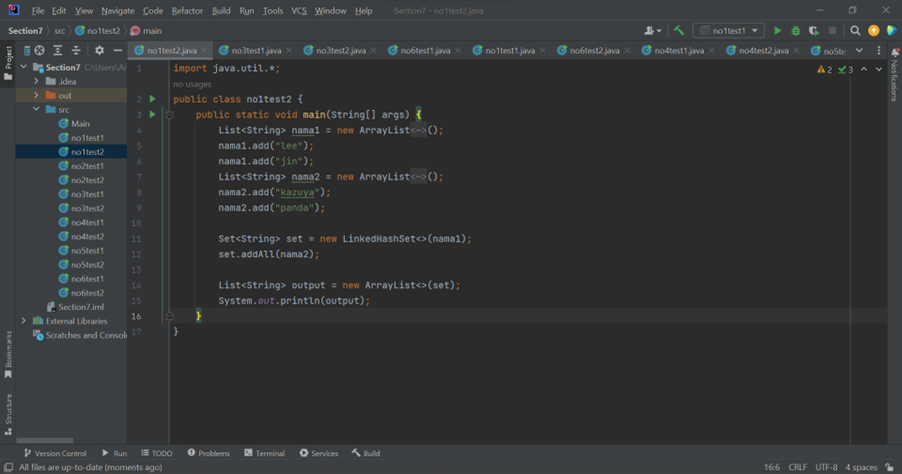 File Edit View Navigate Code Refactor Build Run Tools VCS Window Help Section7 - no1test2.java
Section7 src no1test2 main no1test1
Project
no1test2.java no3test1.java no3test2.java no6test1.java no1test1.java no6test2.java no4test1.java no4test2.java no5te
Section7 C:\Users\An
.idea
out
src
Main
no1test1
no1test2
no2test1
no2test2
no3test1
no3test2
no4test1
no4test2
no5test1
no5test2
no6test1
no6test2
Section7.iml
External Libraries
Scratches and Consol
Bookmarks
Structure
1 import java.util.*;
no usages
2 public class no1test2 {
3 public static void main(String[] args) {
4 List<String> nama1 = new ArrayList<~>();
5 nama1.add("lee");
6 nama1.add("jin");
7 List<String> nama2 = new ArrayList<~>();
8 nama2.add("kazuya");
9 nama2.add("panda");
10
11 Set<String> set = new LinkedHashSet<>(nama1);
12 set.addAll(nama2);
13
14 List<String> output = new ArrayList<>(set);
15 System.out.println(output);
16 }
17 }
2 3
Notifications
Version Control Run TODO Problems Terminal Services Build
All files are up-to-date (moments ago) 16:6 CRLF UTF-8 4 spaces